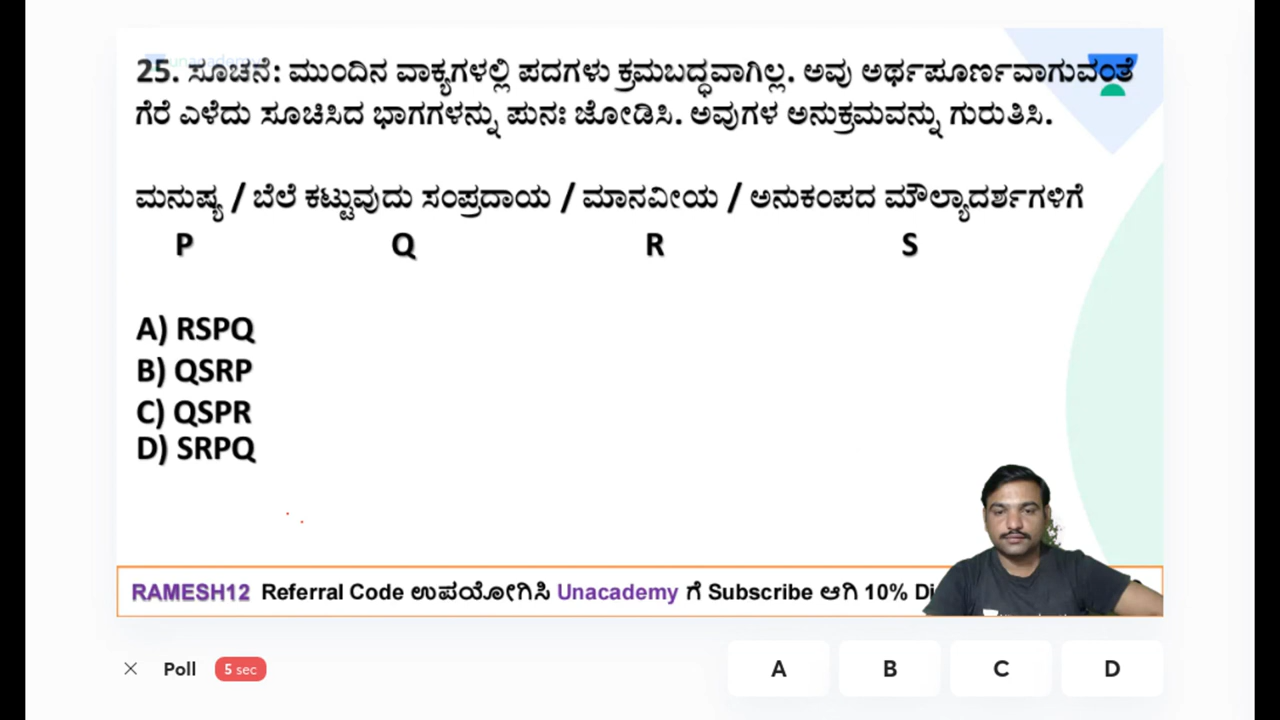 25. ಸೂಚನೆ: ಮುಂದಿನ ವಾಕ್ಯಗಳಲ್ಲಿ ಪದಗಳು ಕ್ರಮಬದ್ಧವಾಗಿಲ್ಲ. ಅವು ಅರ್ಥಪೂರ್ಣವಾಗುವಂತೆ
ಗೆರೆ ಎಳೆದು ಸೂಚಿಸಿದ ಭಾಗಗಳನ್ನು ಪುನಃ ಜೋಡಿಸಿ. ಅವುಗಳ ಅನುಕ್ರಮವನ್ನು ಗುರುತಿಸಿ.
ಮನುಷ್ಯ / ಬೆಲೆ ಕಟ್ಟುವುದು ಸಂಪ್ರದಾಯ / ಮಾನವೀಯ / ಅನುಕಂಪದ ಮೌಲ್ಯಾದರ್ಶಗಳಿಗೆ
P Q R S
A) RSPQ
B) QSRP
C) QSPR
D) SRPQ
RAMESH12 Referral Code ಉಪಯೋಗಿಸಿ Unacademy ಗೆ Subscribe ಆಗಿ 10% Di
× Poll 5 sec A B C D